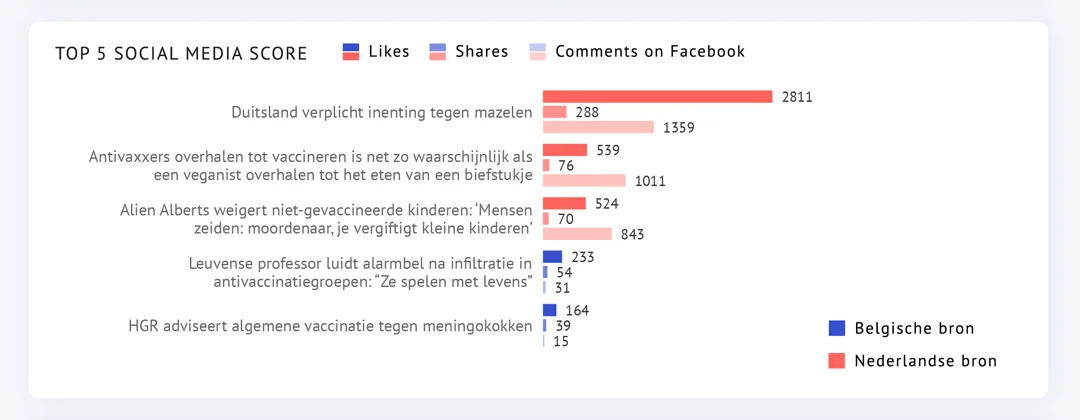 TOP 5 SOCIAL MEDIA SCORE
Likes
Shares
Comments on Facebook
Duitsland verplicht inenting tegen mazelen
2811
288
1359
Antivaxxers overhalen tot vaccineren is net zo waarschijnlijk als
een veganist overhalen tot het eten van een biefstukje
539
76
1011
Alien Alberts weigert niet-gevaccineerde kinderen: ‘Mensen
zeiden: moordenaar, je vergiftigt kleine kinderen’
524
70
843
Leuvense professor luidt alarmbel na infiltratie in
antivaccinatiegroepen: “Ze spelen met levens”
233
54
31
HGR adviseert algemene vaccinatie tegen meningokokken
164
39
15
Belgische bron
Nederlandse bron